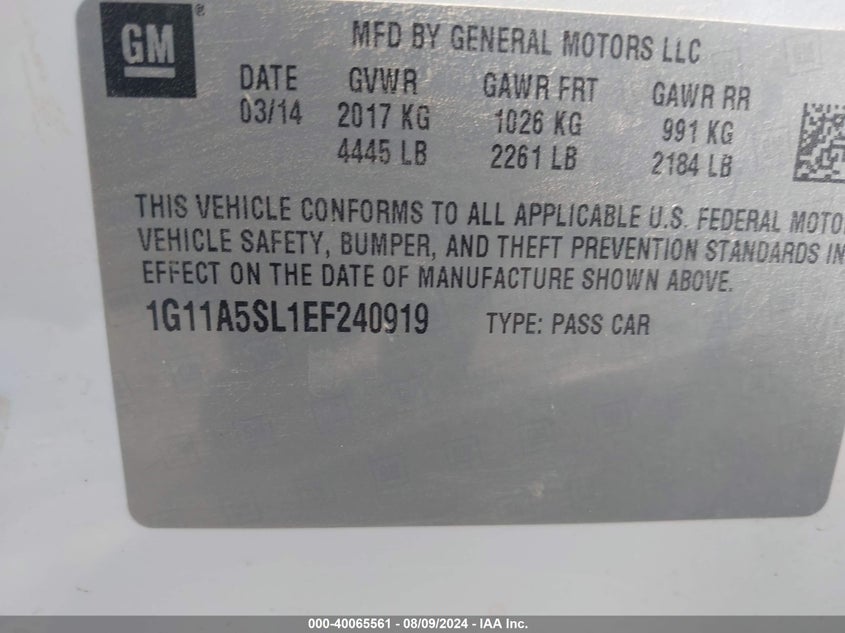 GM®
MFD BY GENERAL MOTORS LLC
DATE GVWR GAWR FRT GAWR RR
03/14 2017 KG 1026 KG 991 KG
4445 LB 2261 LB 2184 LB
THIS VEHICLE CONFORMS TO ALL APPLICABLE U.S. FEDERAL MOTO
VEHICLE SAFETY, BUMPER, AND THEFT PREVENTION STANDARDS IN
EFFECT ON THE DATE OF MANUFACTURE SHOWN ABOVE.
1G11A5SL1EF240919 TYPE: PASS CAR
000-40065561 - 08/09/2024 - IAA Inc.